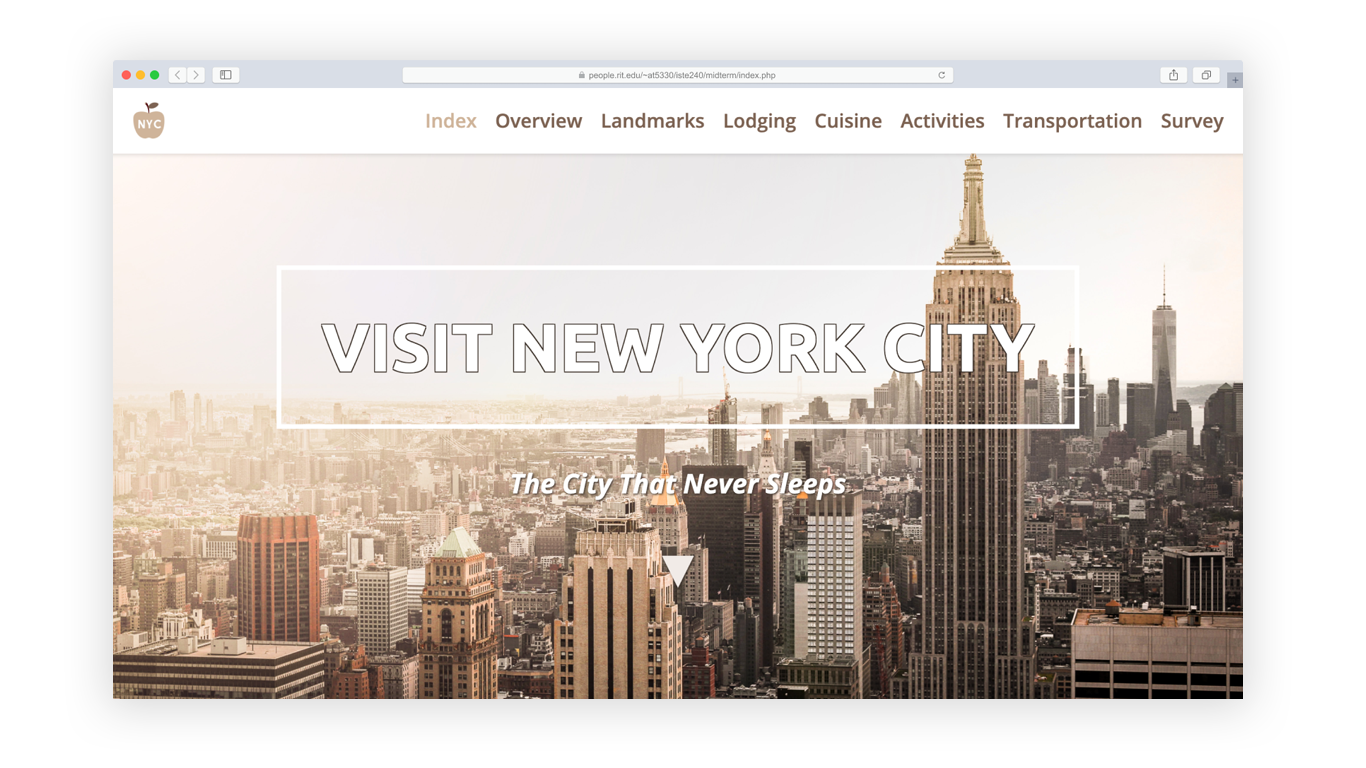 people.rit.edu/~at5330/iste240/midterm/index.php
NYC
Index Overview Landmarks Lodging Cuisine Activities Transportation Survey
VISIT NEW YORK CITY
The City That Never Sleeps